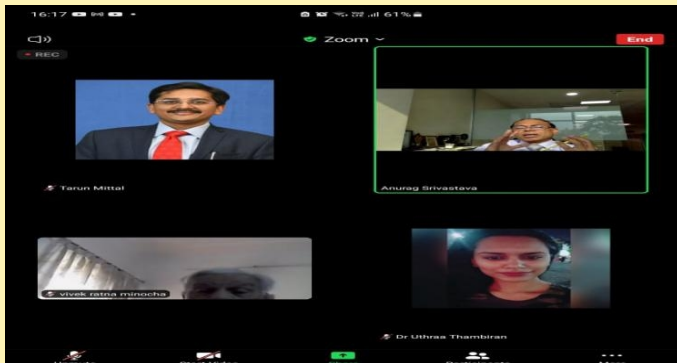 16:17
61%
Zoom
End
REC
Tarun Mittal
Anurag Srivastava
vivek ratna minocha
Dr Uthraa Thambiran